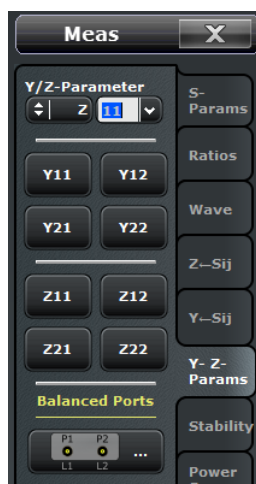 Meas X
Y/Z-Parameter
Z 11
Y11 Y12
Y21 Y22
Z11 Z12
Z21 Z22
Balanced Ports
P1 P2
L1 L2
...
S-
Params
Ratios
Wave
Z←Sij
Y←Sij
Y- Z-
Params
Stability
Power